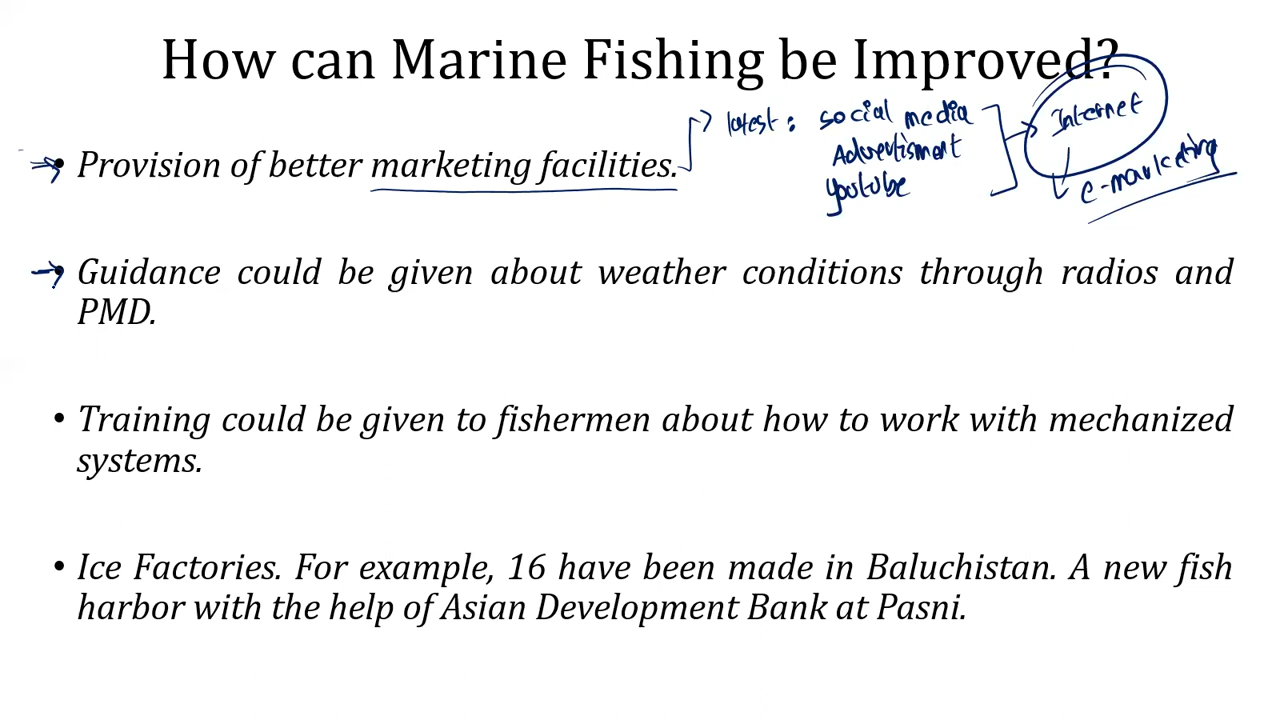 How can Marine Fishing be Improved?
latest : social media
Advertisment
Youtube
Internet
e-marketing
• Provision of better marketing facilities.
• Guidance could be given about weather conditions through radios and
PMD.
• Training could be given to fishermen about how to work with mechanized
systems.
• Ice Factories. For example, 16 have been made in Baluchistan. A new fish
harbor with the help of Asian Development Bank at Pasni.